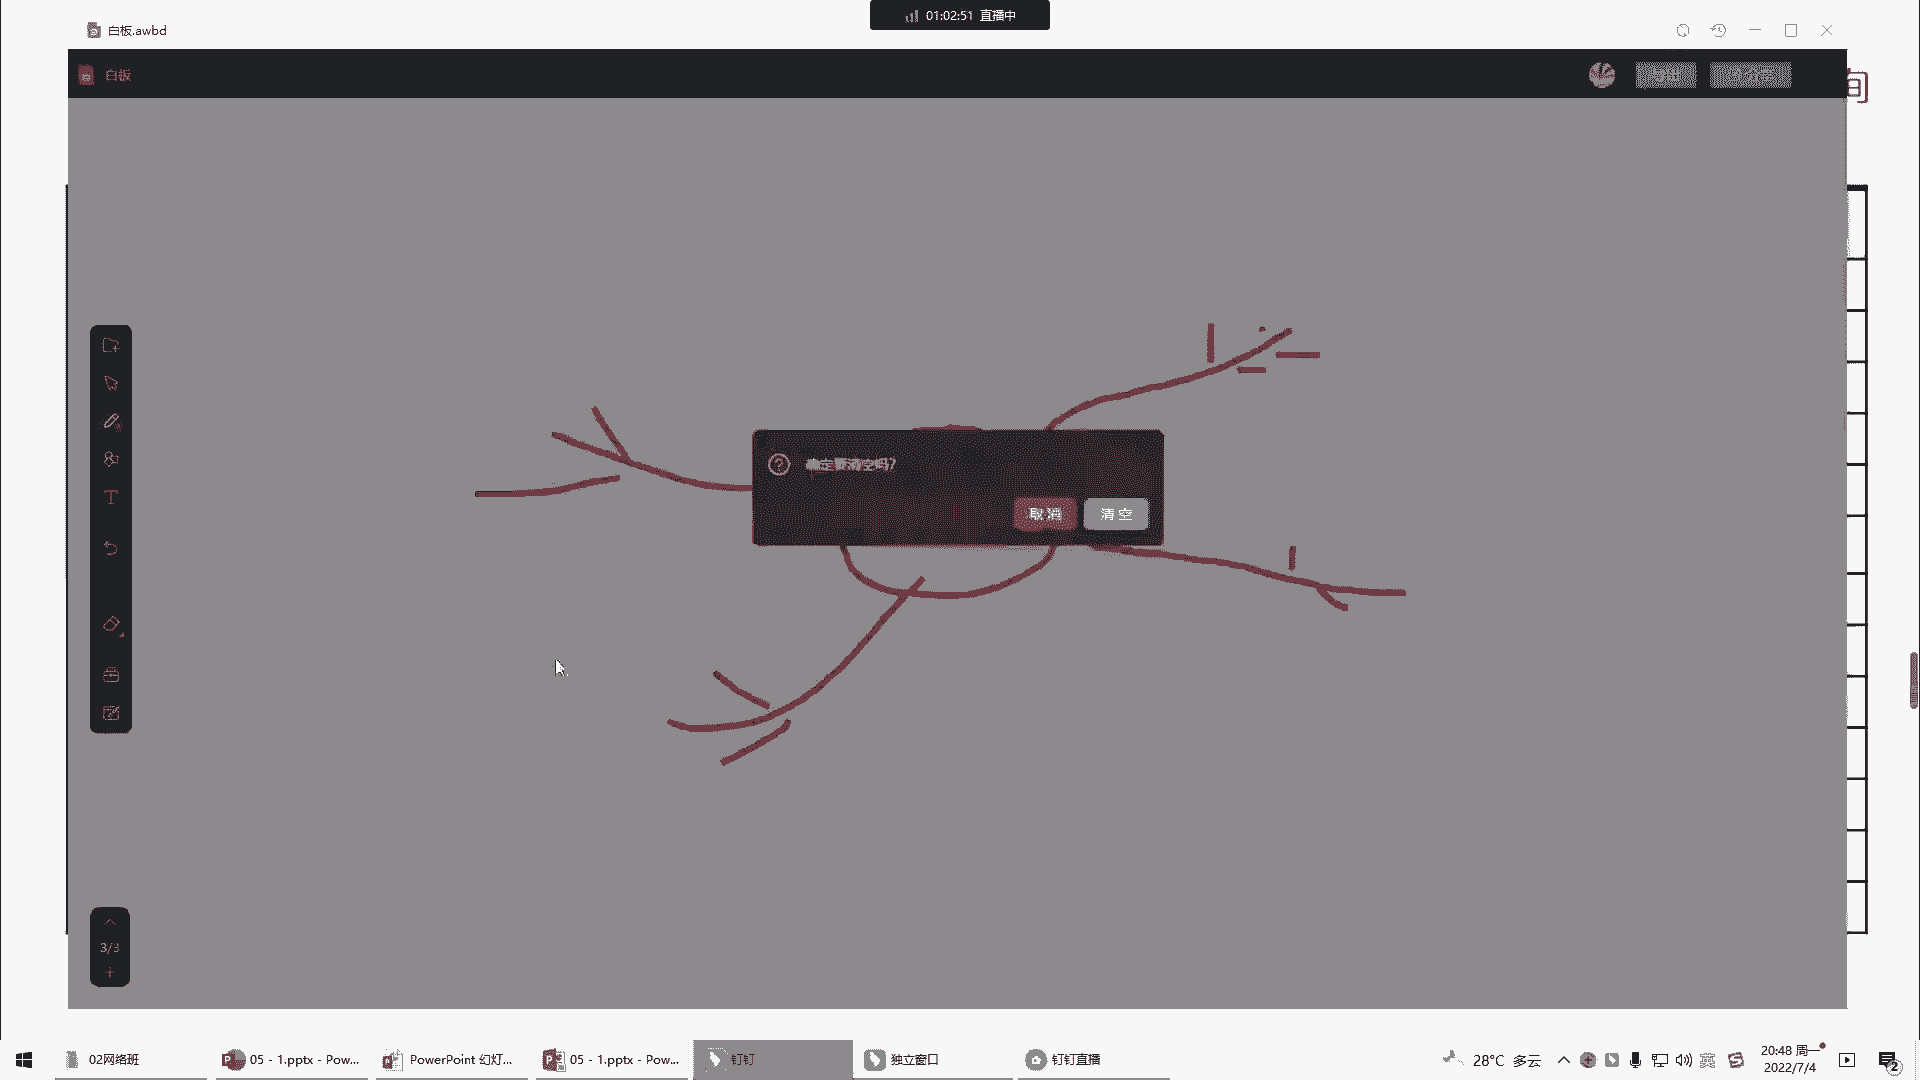 01:02:51 直播中
白板.awbd
白板
确定要清空吗?
取消
清空
T
3/3
02网络班
05 - 1.pptx - Pow...
PowerPoint 幻灯...
05 - 1.pptx - Pow...
钉钉
独立窗口
钉钉直播
28°C 多云
英
20:48 周一
2022/7/4
2